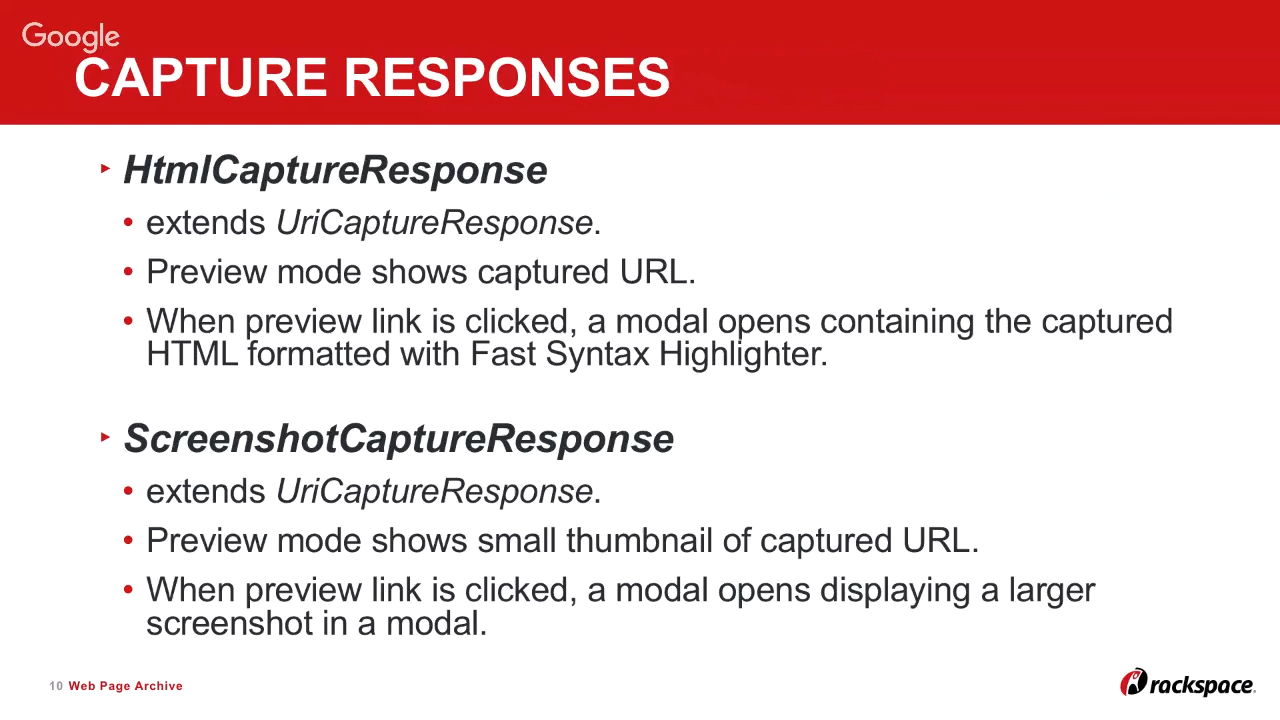 Google
CAPTURE RESPONSES
HtmlCaptureResponse
extends UriCaptureResponse.
Preview mode shows captured URL.
When preview link is clicked, a modal opens containing the captured
HTML formatted with Fast Syntax Highlighter.
ScreenshotCaptureResponse
extends UriCaptureResponse.
Preview mode shows small thumbnail of captured URL.
When preview link is clicked, a modal opens displaying a larger
screenshot in a modal.
10 Web Page Archive
rackspace.